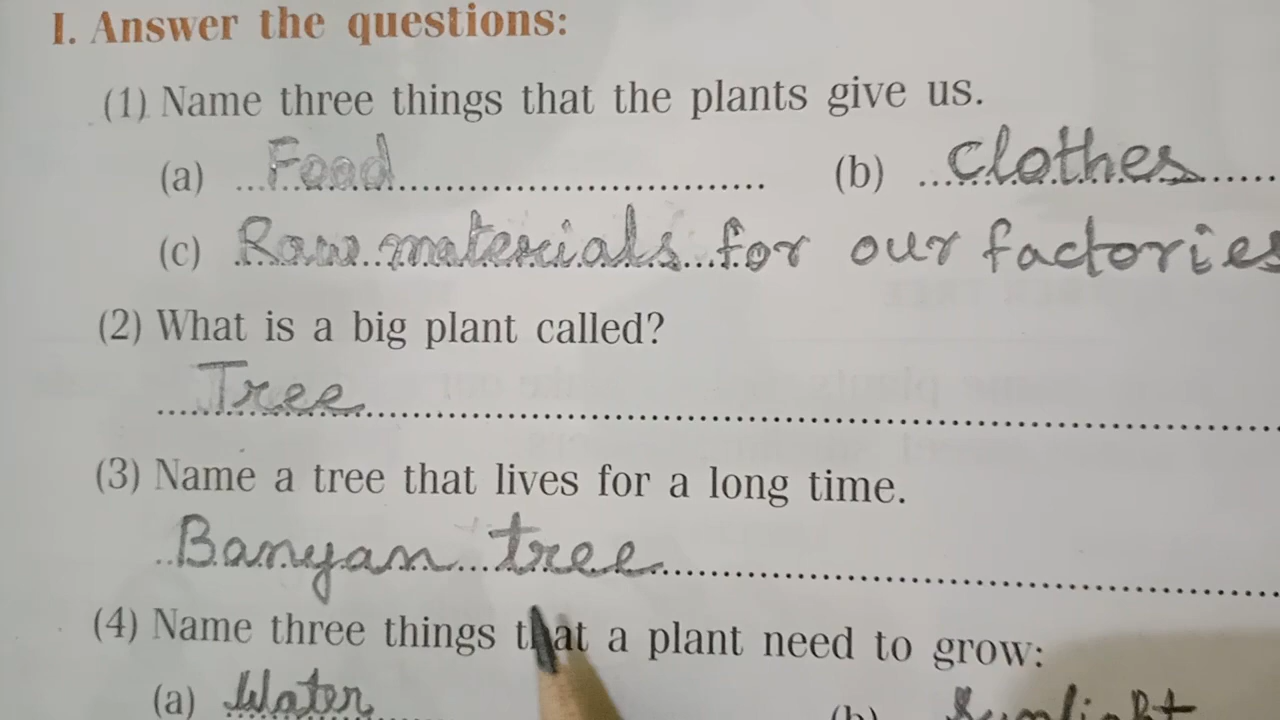 I. Answer the questions:
(1) Name three things that the plants give us.
(a) Food (b) Clothes
(c) Raw materials for our factories
(2) What is a big plant called?
Tree
(3) Name a tree that lives for a long time.
Banyan tree
(4) Name three things that a plant need to grow:
(a) Water (b) Sunlight